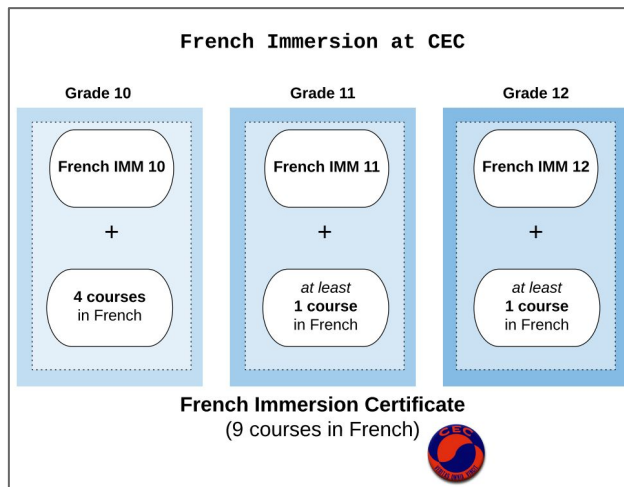 French Immersion at CEC
Grade 10
Grade 11
Grade 12
French IMM 10
French IMM 11
French IMM 12
+
+
+
4 courses
in French
at least
1 course
in French
at least
1 course
in French
French Immersion Certificate
(9 courses in French)
CEC